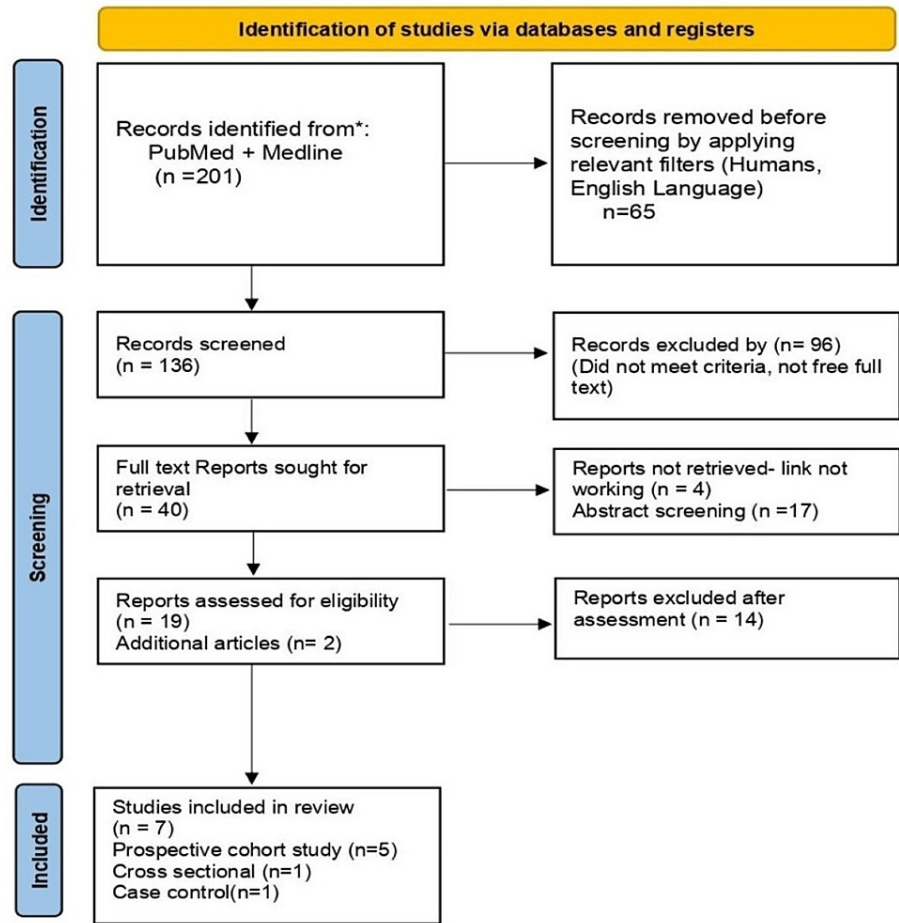 Identification of studies via databases and registers
Identification
Records identified from*:
PubMed + Medline
(n =201)
Records removed before
screening by applying
relevant filters (Humans,
English Language)
n=65
Screening
Records screened
(n = 136)
Records excluded by (n= 96)
(Did not meet criteria, not free full
text)
Full text Reports sought for
retrieval
(n = 40)
Reports not retrieved- link not
working (n = 4)
Abstract screening (n =17)
Reports assessed for eligibility
(n = 19)
Additional articles (n= 2)
Reports excluded after
assessment (n = 14)
Included
Studies included in review
(n = 7)
Prospective cohort study (n=5)
Cross sectional (n=1)
Case control(n=1)